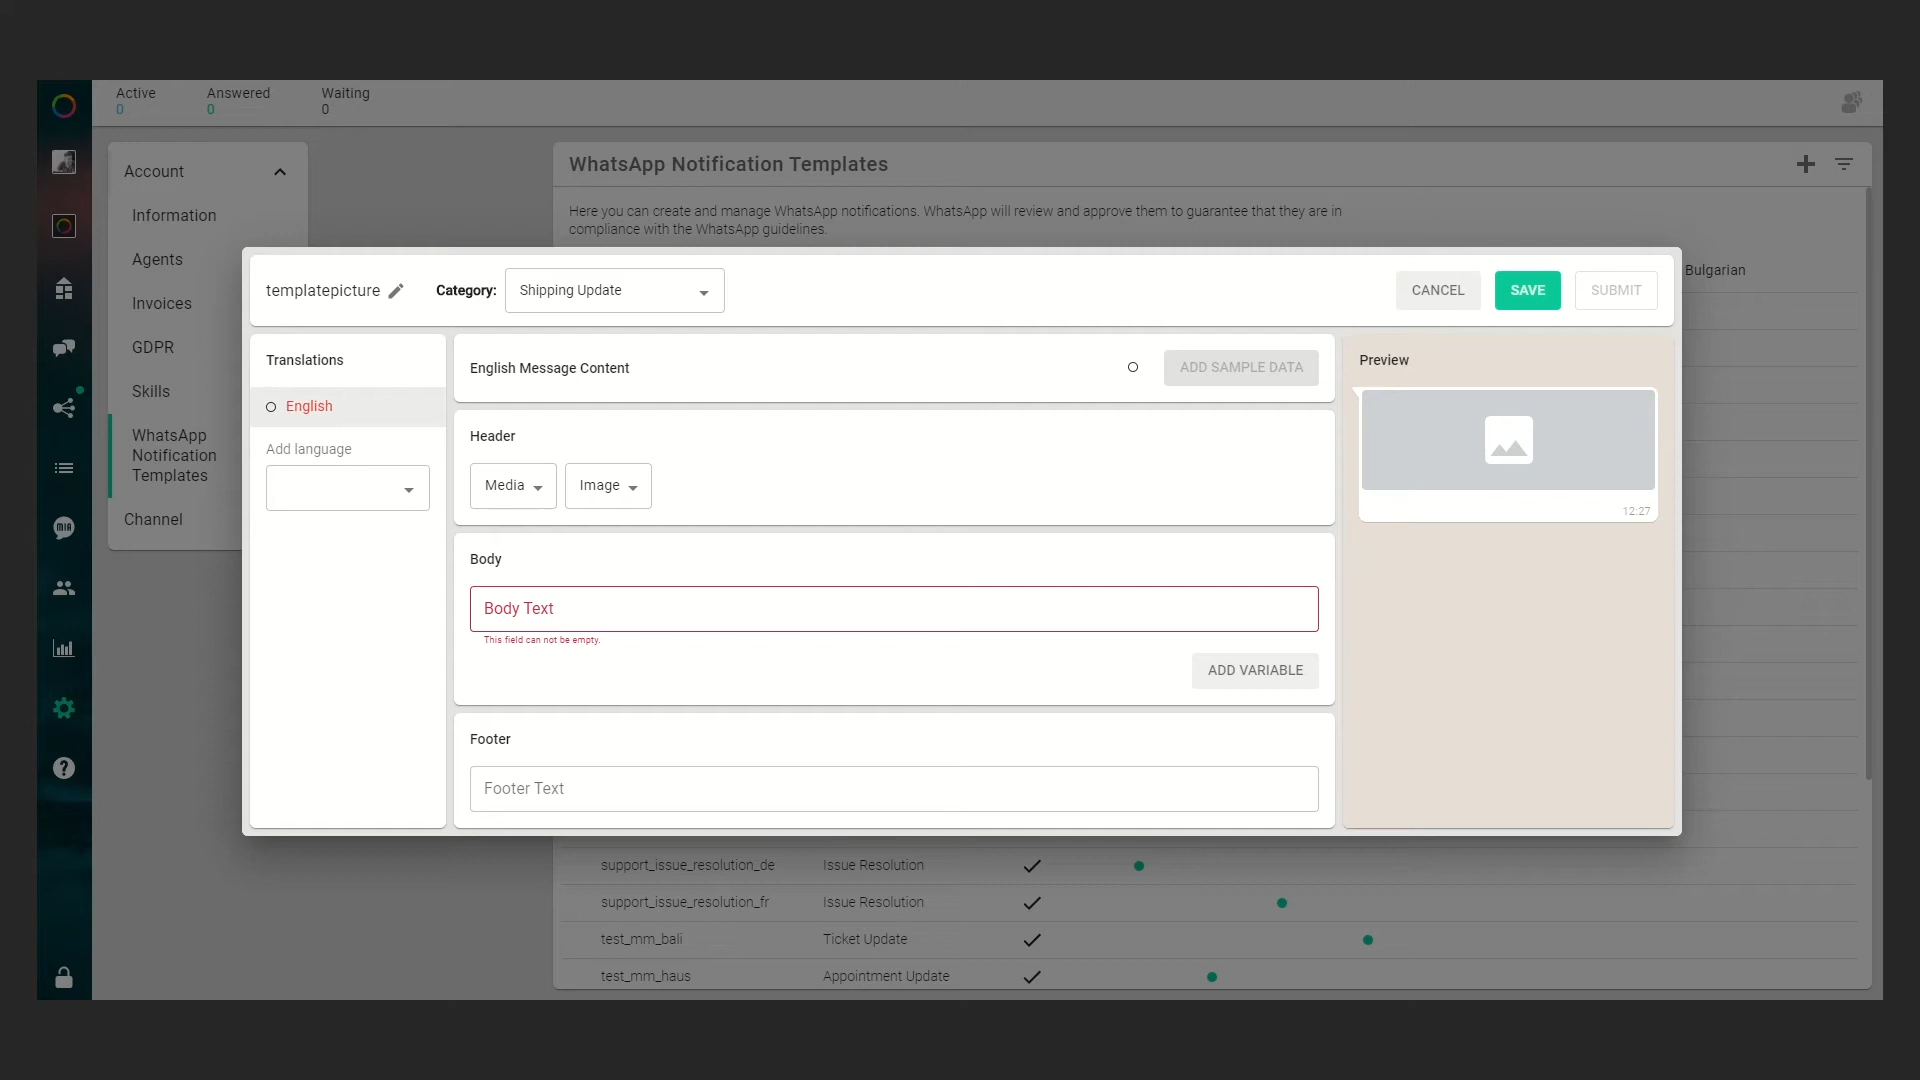 Active
0
Answered
0
Waiting
0
Account
Information
Agents
Invoices
GDPR
Skills
WhatsApp
Notification
Templates
Channel
MIA
WhatsApp Notification Templates
Here you can create and manage WhatsApp notifications. WhatsApp will review and approve them to guarantee that they are in
compliance with the WhatsApp guidelines.
Bulgarian
templatepicture
Category:
Shipping Update
CANCEL
SAVE
SUBMIT
Translations
English
Add language
English Message Content
ADD SAMPLE DATA
Header
Media
Image
Body
Body Text
This field can not be empty.
ADD VARIABLE
Footer
Footer Text
Preview
12:27
support_issue_resolution_de Issue Resolution
support_issue_resolution_fr Issue Resolution
test_mm_bali Ticket Update
test_mm_haus Appointment Update